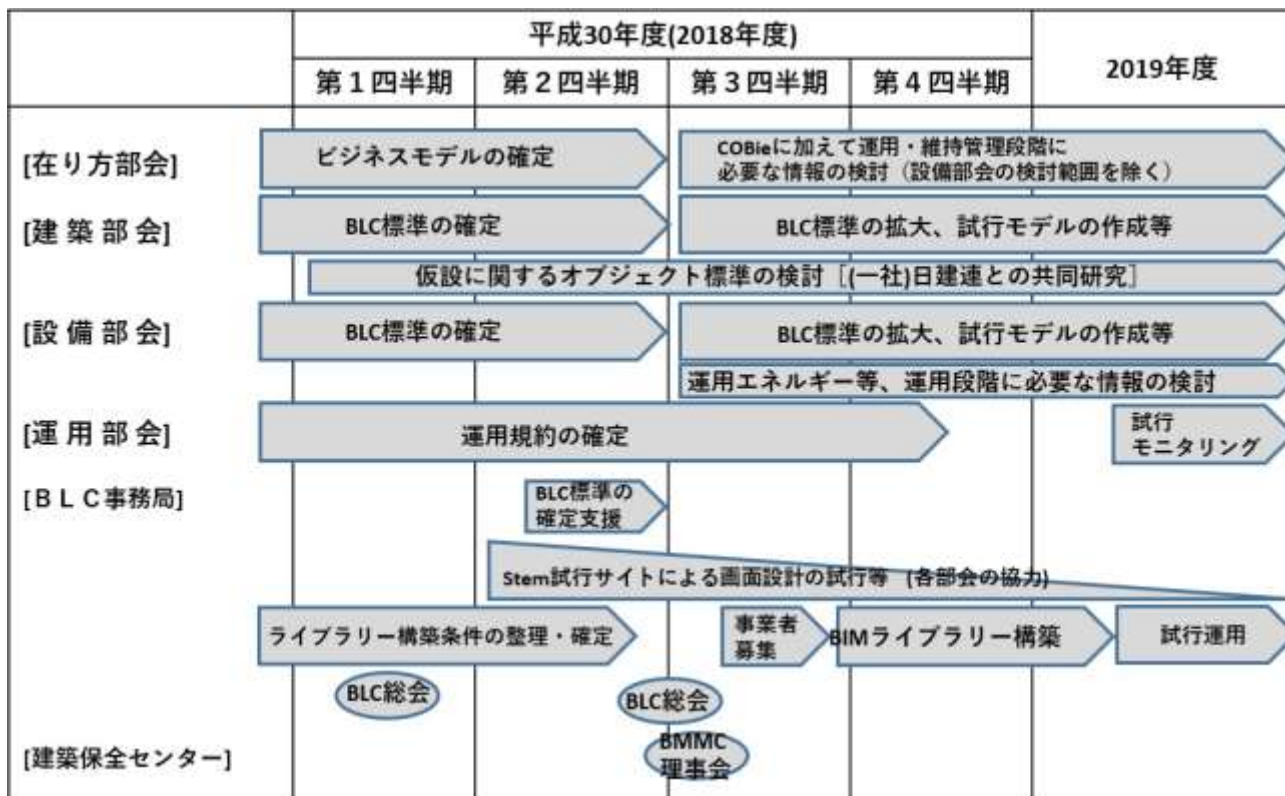 平成30年度(2018年度)
2019年度
第1四半期
第2四半期
第3四半期
第4四半期
[在り方部会]
ビジネスモデルの確定
COBieに加えて運用・維持管理段階に
必要な情報の検討（設備部会の検討範囲を除く）
[建 築 部 会]
BLC標準の確定
BLC標準の拡大、試行モデルの作成等
仮設に関するオブジェクト標準の検討［(一社)日建連との共同研究］
[設 備 部 会]
BLC標準の確定
BLC標準の拡大、試行モデルの作成等
運用エネルギー等、運用段階に必要な情報の検討
[運 用 部 会]
運用規約の確定
試行
モニタリング
[ＢＬＣ事務局]
BLC標準の
確定支援
Stem試行サイトによる画面設計の試行等 (各部会の協力)
ライブラリー構築条件の整理・確定
事業者
募集
BIMライブラリー構築
試行運用
BLC総会
BLC総会
[建築保全センター]
BMMC
理事会